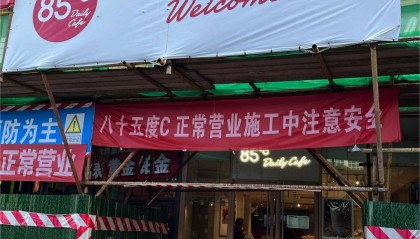 85°
Daily
Cafe
Welcome
八十五度C 正常营业施工中注意安全
防为主
正常营业
85°C
Daily Cafe